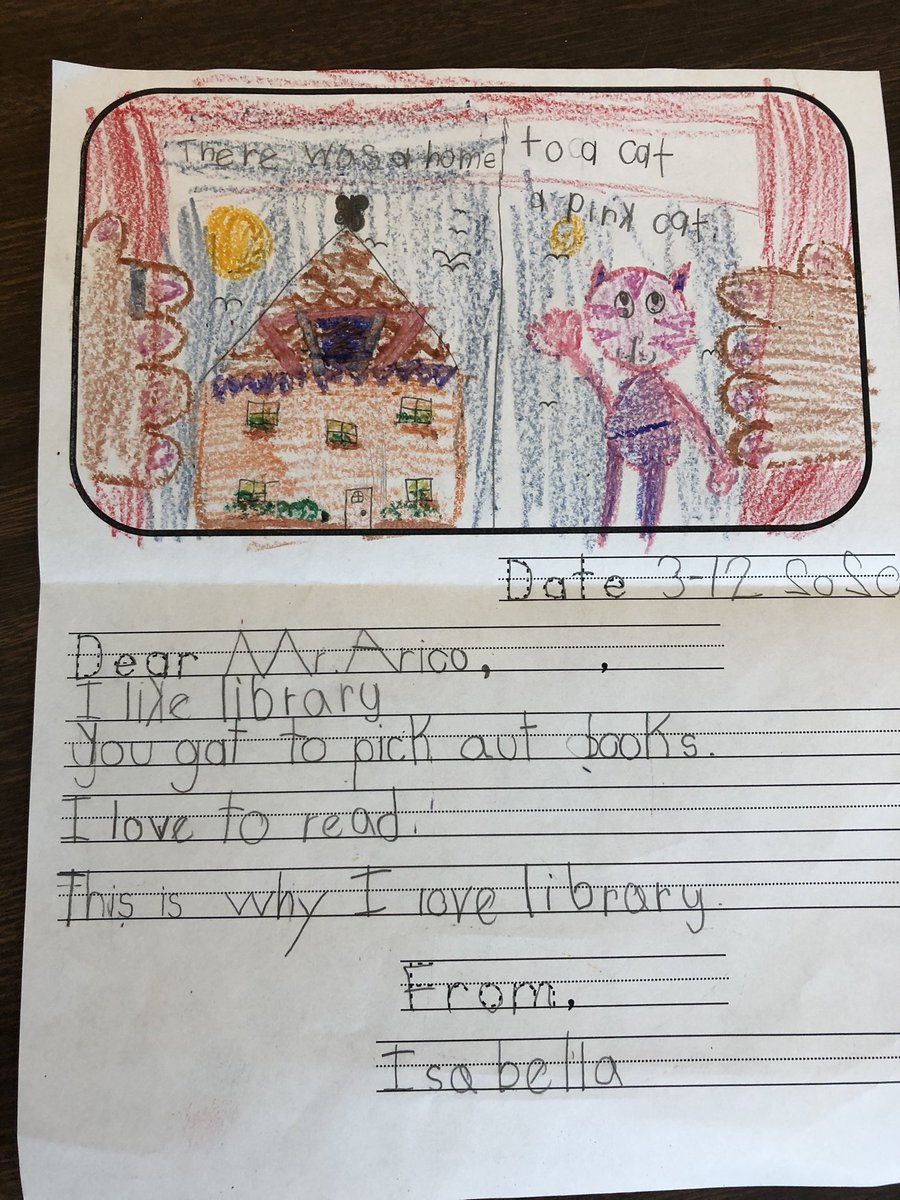 There was a home
to a cat
a pink cat.
Date 3-12 2020
Dear Mr. Arico, ,
I like library
you gat to pick aut books.
I love to read.
This is why I love library.
From,
Isabella